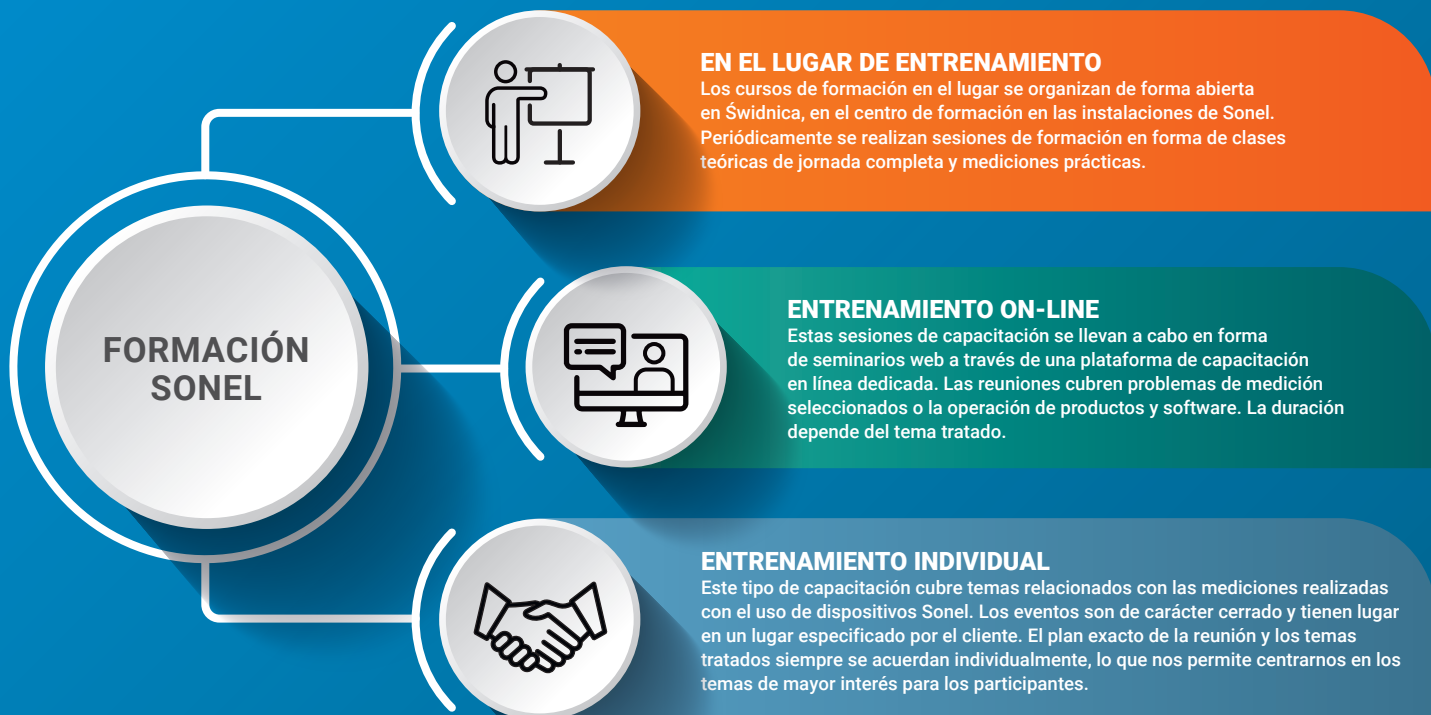 FORMACIÓN
SONEL
EN EL LUGAR DE ENTRENAMIENTO
Los cursos de formación en el lugar se organizan de forma abierta
en Świdnica, en el centro de formación en las instalaciones de Sonel.
Periódicamente se realizan sesiones de formación en forma de clases
teóricas de jornada completa y mediciones prácticas.
ENTRENAMIENTO ON-LINE
Estas sesiones de capacitación se llevan a cabo en forma
de seminarios web a través de una plataforma de capacitación
en línea dedicada. Las reuniones cubren problemas de medición
seleccionados o la operación de productos y software. La duración
depende del tema tratado.
ENTRENAMIENTO INDIVIDUAL
Este tipo de capacitación cubre temas relacionados con las mediciones realizadas
con el uso de dispositivos Sonel. Los eventos son de carácter cerrado y tienen lugar
en un lugar especificado por el cliente. El plan exacto de la reunión y los temas
tratados siempre se acuerdan individualmente, lo que nos permite centrarnos en los
temas de mayor interés para los participantes.